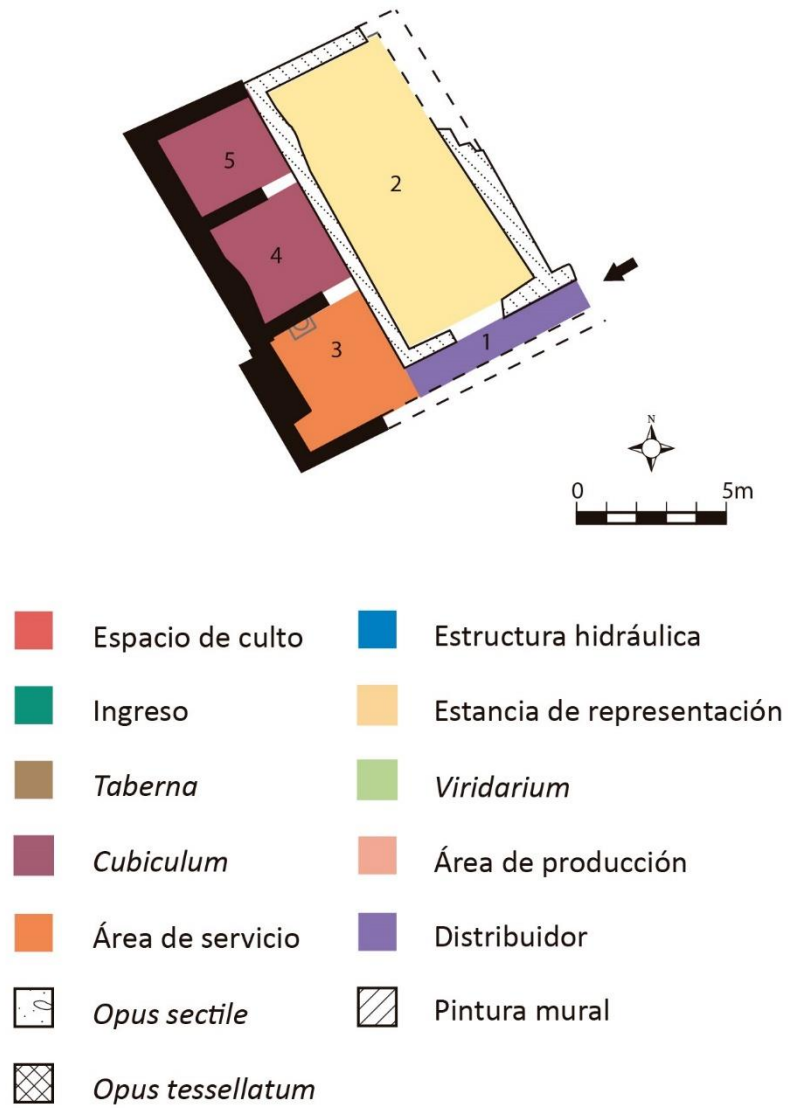 5
2
4
3
1
N
0 5m
Espacio de culto
Estructura hidráulica
Ingreso
Estancia de representación
Taberna
Viridarium
Cubiculum
Área de producción
Área de servicio
Distribuidor
Opus sectile
Pintura mural
Opus tessellatum